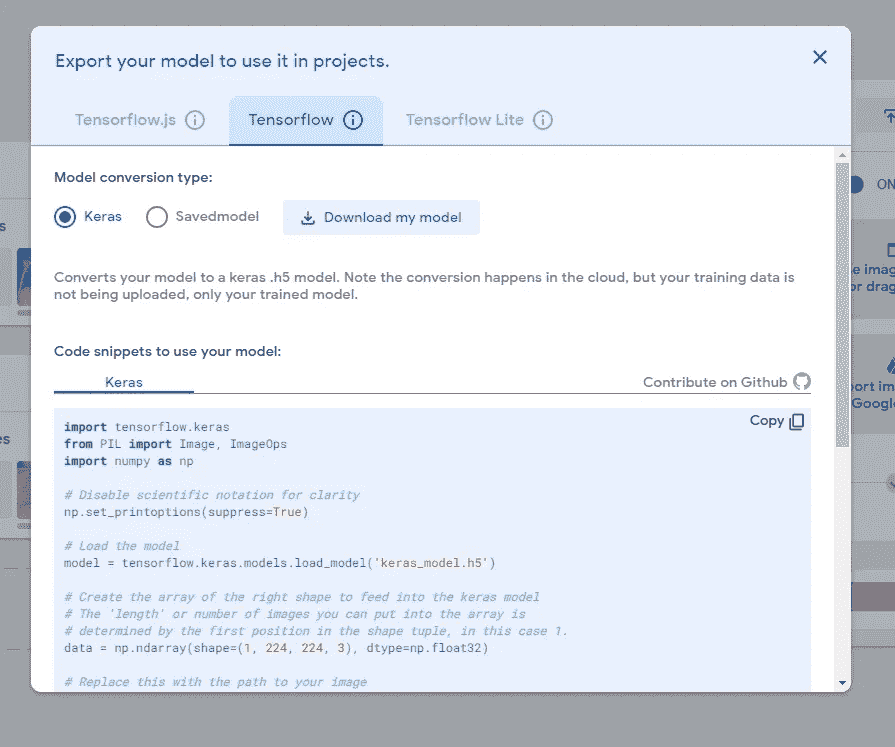 Export your model to use it in projects.
Tensorflow.js
Tensorflow
Tensorflow Lite
Model conversion type:
Keras Savedmodel Download my model
Converts your model to a keras .h5 model. Note the conversion happens in the cloud, but your training data is
not being uploaded, only your trained model.
Code snippets to use your model:
Keras
Contribute on Github
Copy
import tensorflow.keras
from PIL import Image, ImageOps
import numpy as np
# Disable scientific notation for clarity
np.set_printoptions(suppress=True)
# Load the model
model = tensorflow.keras.models.load_model('keras_model.h5')
# Create the array of the right shape to feed into the keras model
# The 'length' or number of images you can put into the array is
# determined by the first position in the shape tuple, in this case 1.
data = np.ndarray(shape=(1, 224, 224, 3), dtype=np.float32)
# Replace this with the path to your image
ON